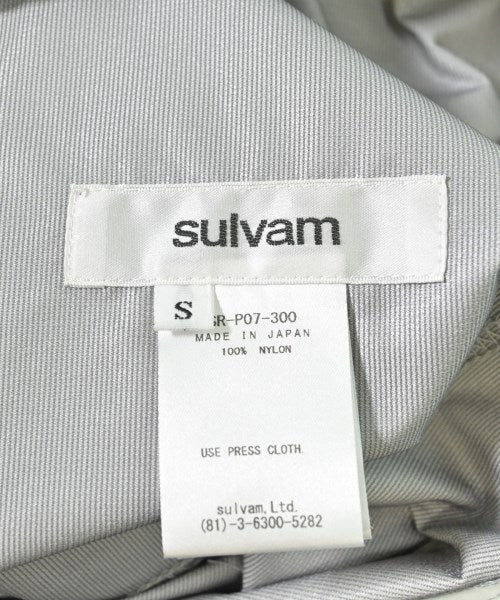 sulvam
S
SR-P07-300
MADE IN JAPAN
100% NYLON
USE PRESS CLOTH.
sulvam, Ltd.
(81)-3-6300-5282